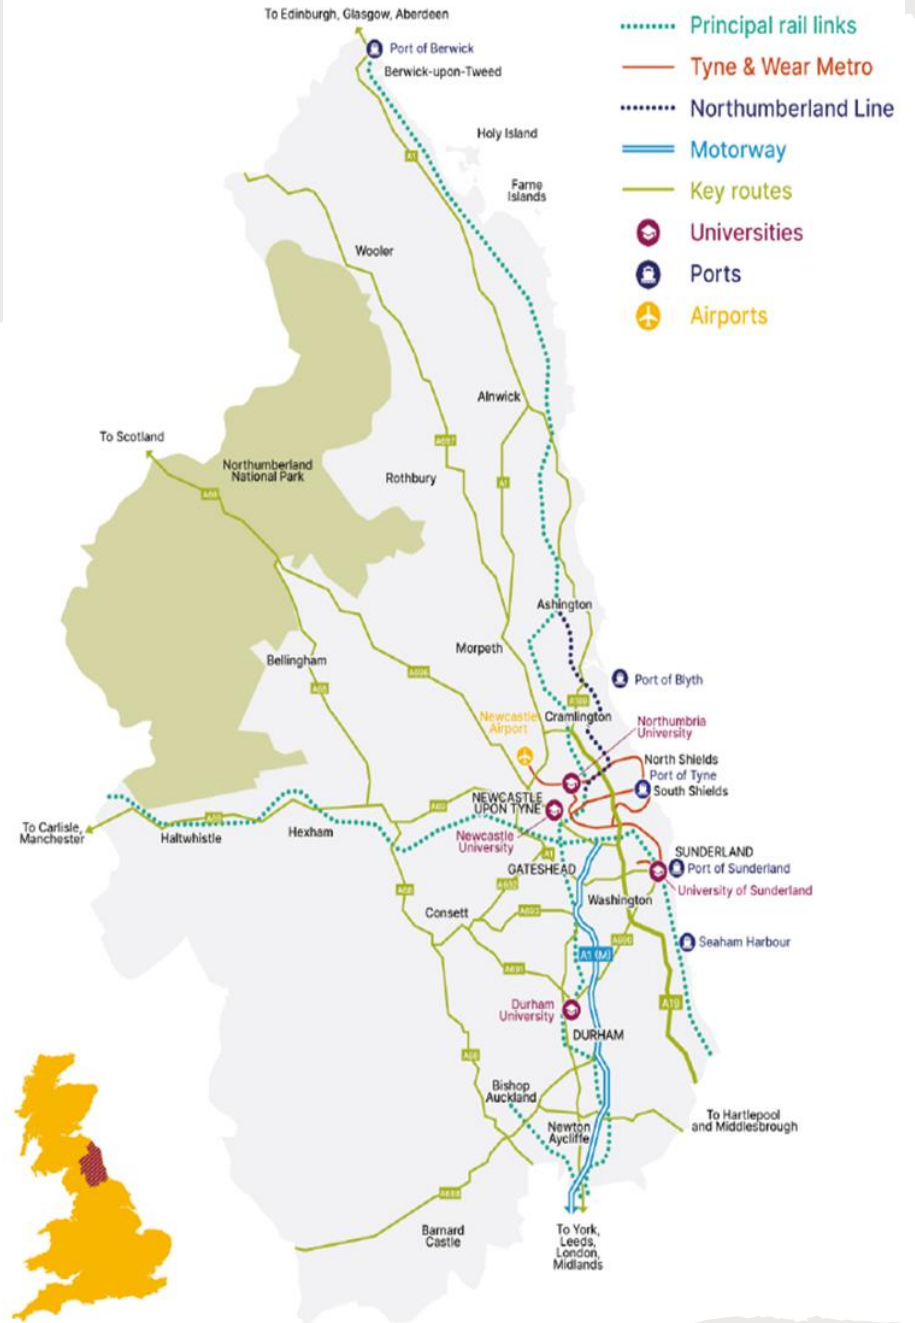 To Edinburgh, Glasgow, Aberdeen
Port of Berwick
Berwick-upon-Tweed
Principal rail links
Tyne & Wear Metro
Northumberland Line
Motorway
Key routes
Universities
Ports
Airports
A1
Holy Island
Farne
Islands
Wooler
Alnwick
To Scotland
A697
Northumberland
National Park
Rothbury
A68
A1
Ashington
Morpeth
Bellingham
A696
A68
Port of Blyth
A189
Cramlington
Newcastle
Airport
Northumbria
University
North Shields
Port of Tyne
South Shields
NEWCASTLE
UPON TYNE
A69
A69
To Carlisle,
Manchester
Haltwhistle
Hexham
Newcastle
University
A1
GATESHEAD
SUNDERLAND
Port of Sunderland
University of Sunderland
A68
A692
Washington
Consett
A693
A690
Seaham Harbour
A1 (M)
A691
A19
Durham
University
DURHAM
A68
Bishop
Auckland
Newton
Aycliffe
To Hartlepool
and Middlesbrough
A688
Barnard
Castle
To York,
Leeds,
London,
Midlands